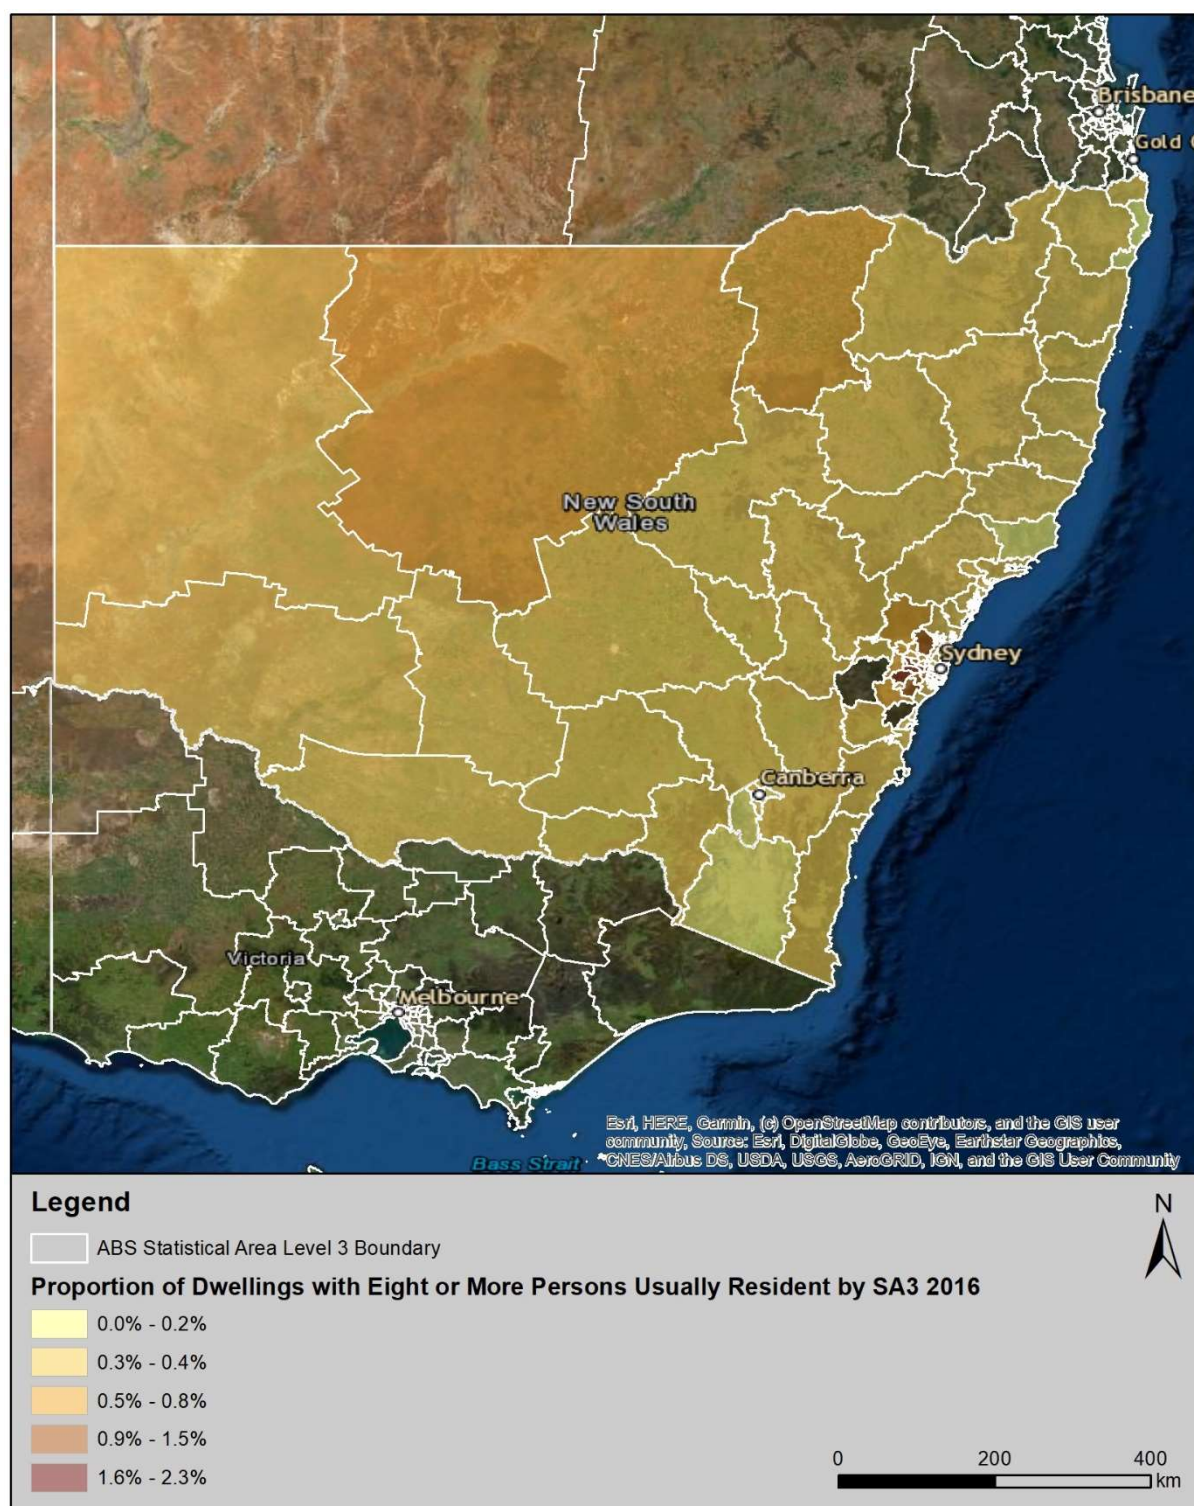 Brisbane
Gold C
New South
Wales
Sydney
Canberra
Victoria
Melbourne
Esri, HERE, Garmin, (c) OpenStreetMap contributors, and the GIS user
community, Source: Esri, DigitalGlobe, GeoEye, Earthstar Geographics,
CNES/Airbus DS, USDA, USGS, AeroGRID, IGN, and the GIS User Community
Bass Strait
Legend
N
ABS Statistical Area Level 3 Boundary
Proportion of Dwellings with Eight or More Persons Usually Resident by SA3 2016
0.0% - 0.2%
0.3% - 0.4%
0.5% - 0.8%
0.9% - 1.5%
1.6% - 2.3%
0 200 400
km